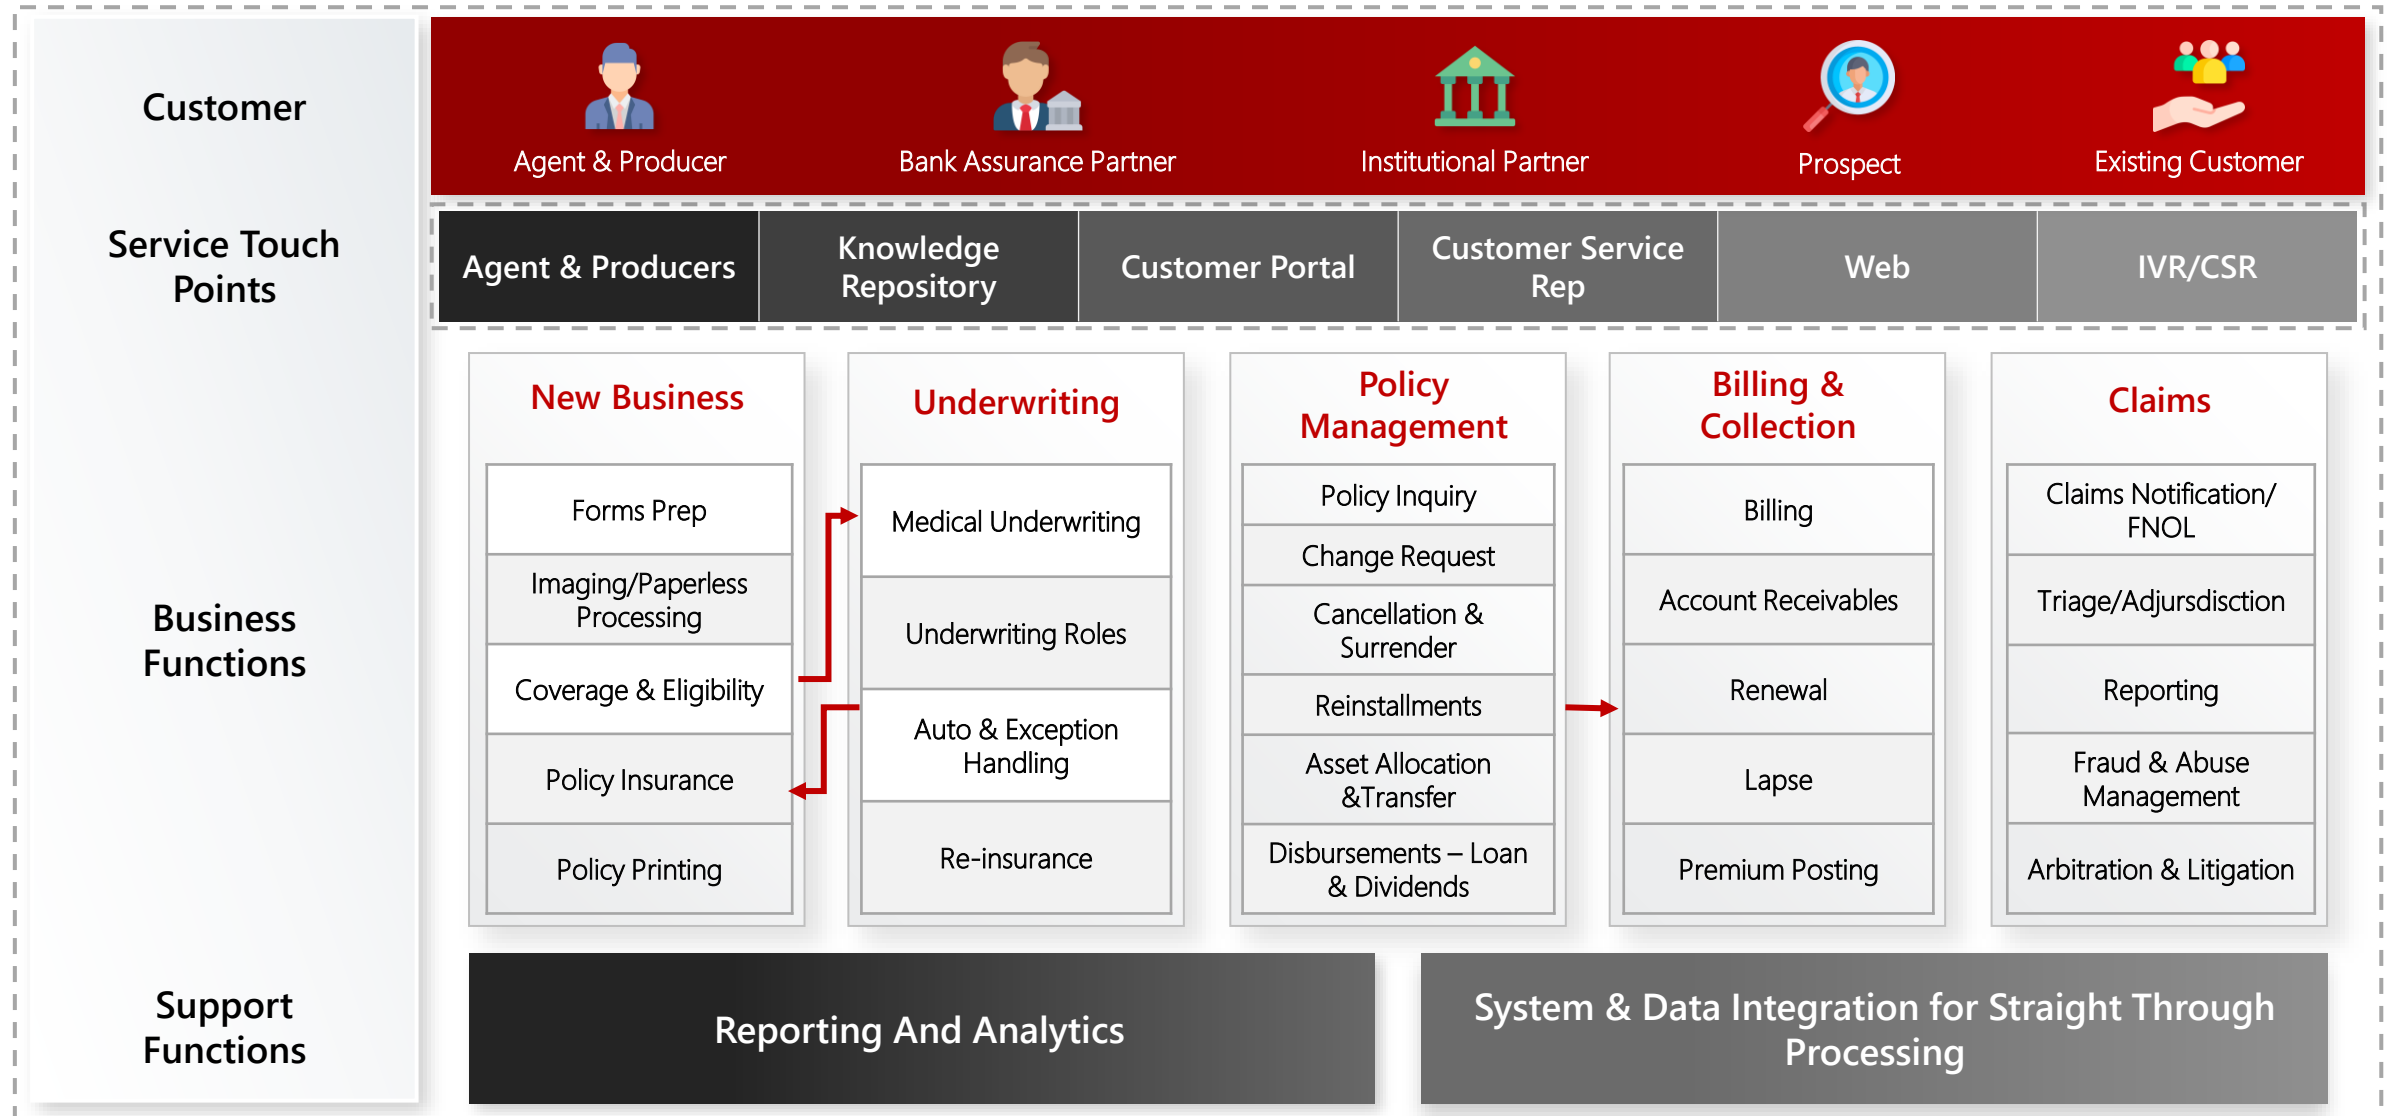 Customer
Agent & Producer
Bank Assurance Partner
Institutional Partner
Prospect
Existing Customer
Service Touch
Points
Agent & Producers
Knowledge
Repository
Customer Portal
Customer Service
Rep
Web
IVR/CSR
Business
Functions
New Business
Forms Prep
Imaging/Paperless
Processing
Coverage & Eligibility
Policy Insurance
Policy Printing
Underwriting
Medical Underwriting
Underwriting Roles
Auto & Exception
Handling
Re-insurance
Policy
Management
Policy Inquiry
Change Request
Cancellation &
Surrender
Reinstallments
Asset Allocation
&Transfer
Disbursements – Loan
& Dividends
Billing &
Collection
Billing
Account Receivables
Renewal
Lapse
Premium Posting
Claims
Claims Notification/
FNOL
Triage/Adjursdisction
Reporting
Fraud & Abuse
Management
Arbitration & Litigation
Support
Functions
Reporting And Analytics
System & Data Integration for Straight Through
Processing